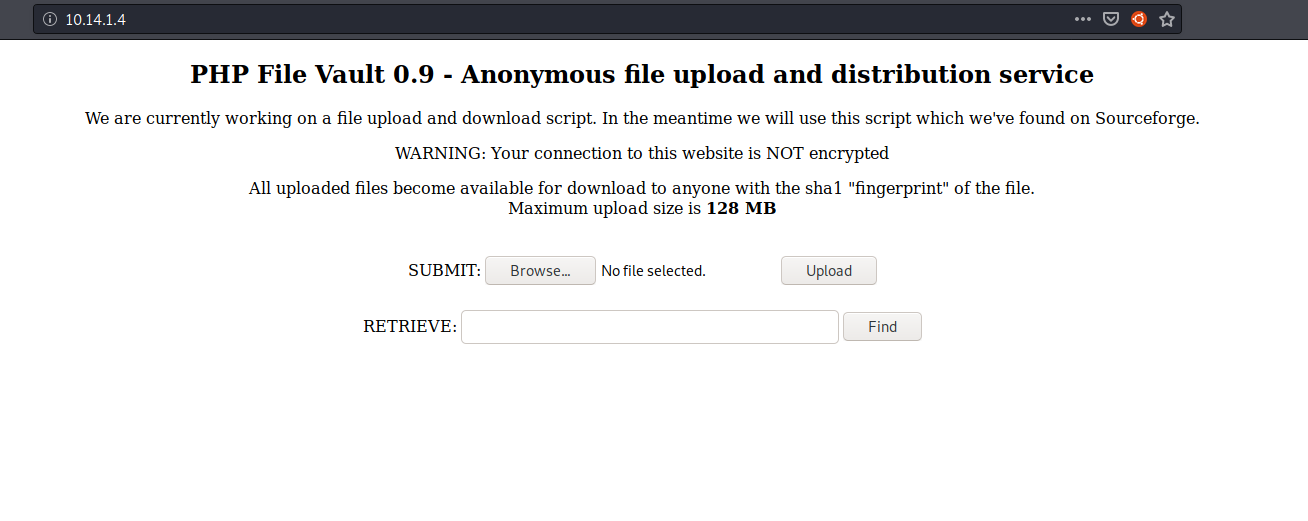 10.14.1.4
PHP File Vault 0.9 - Anonymous file upload and distribution service
We are currently working on a file upload and download script. In the meantime we will use this script which we've found on Sourceforge.
WARNING: Your connection to this website is NOT encrypted
All uploaded files become available for download to anyone with the sha1 "fingerprint" of the file.
Maximum upload size is 128 MB
SUBMIT: Browse... No file selected. Upload
RETRIEVE: Find